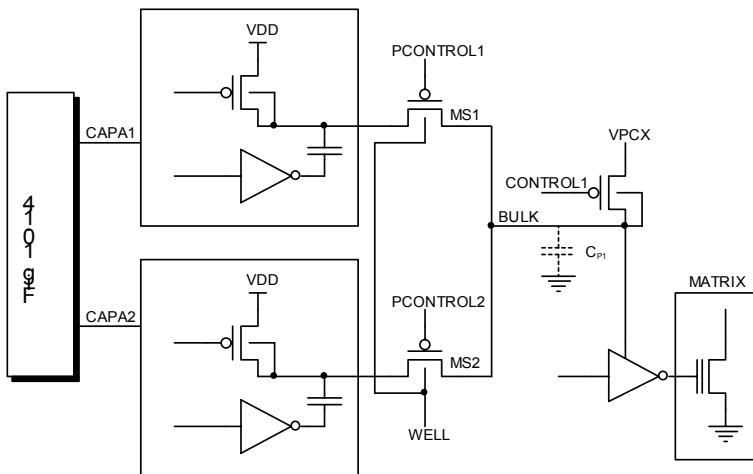 VDD
PCONTROL1
CAPA1
MS1
VPCX
CONTROL1
BULK
C_P1
VDD
PCONTROL2
MATRIX
CAPA2
MS2
WELL